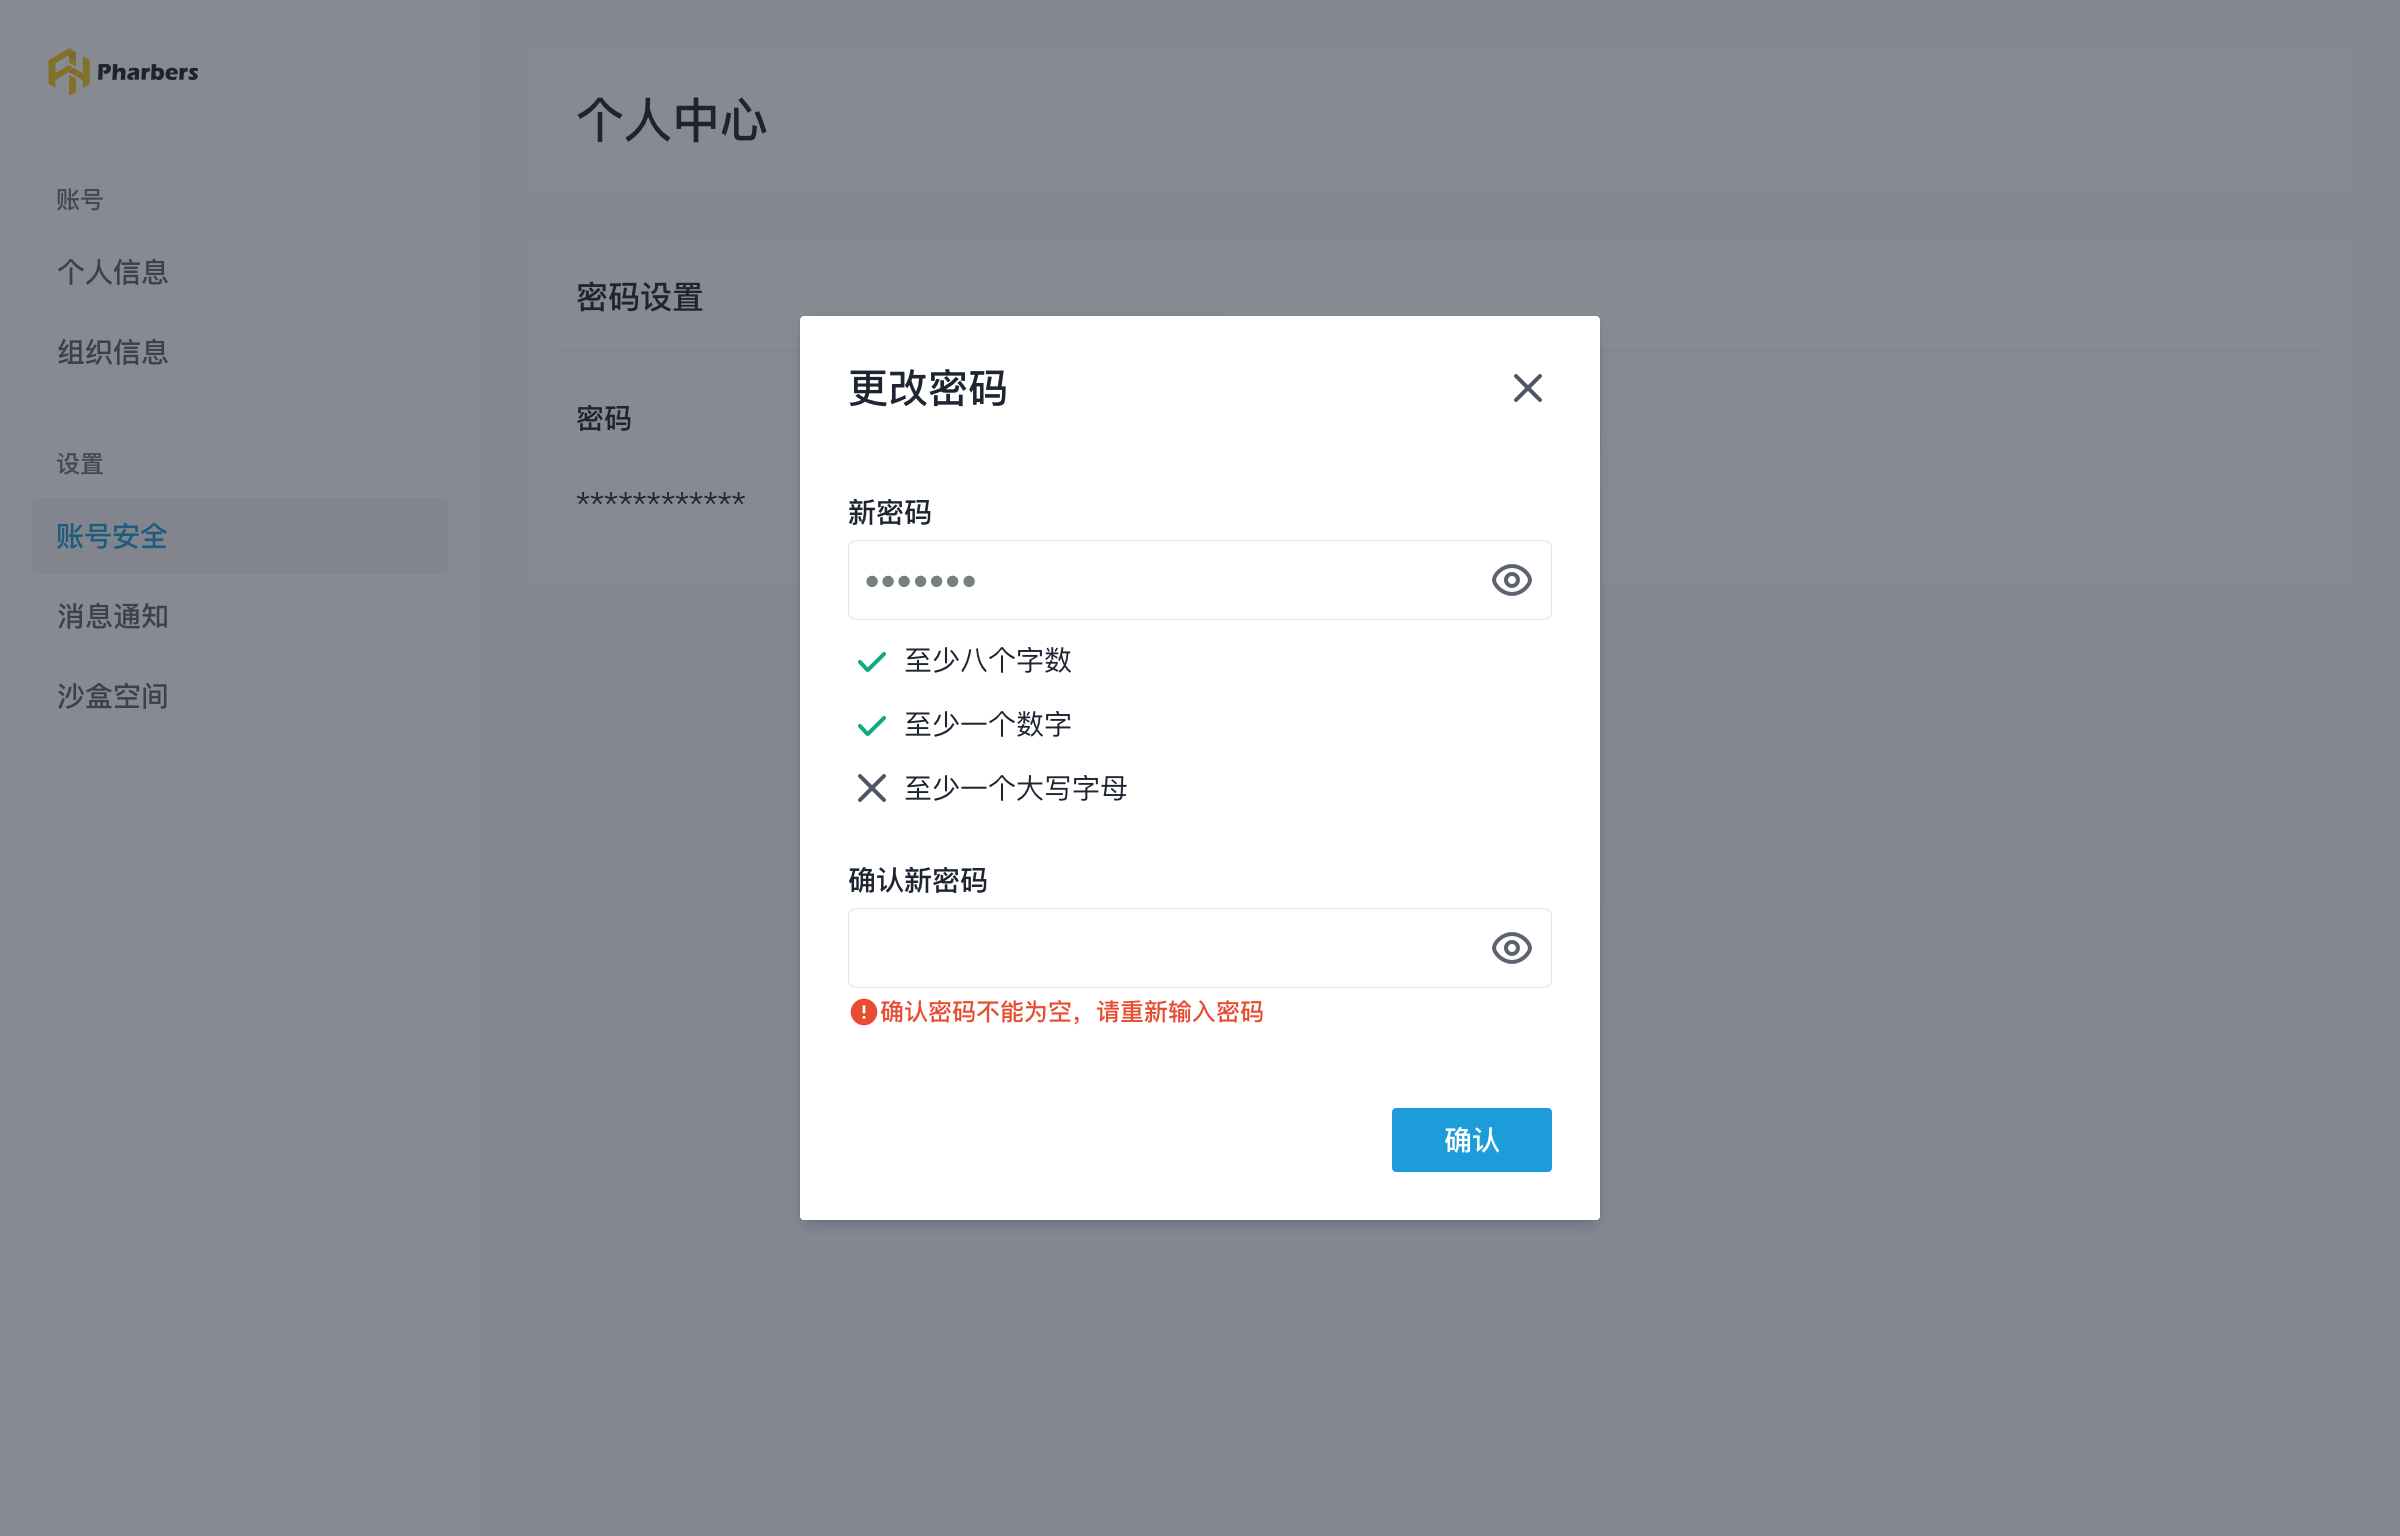 Pharbers
账号
个人信息
组织信息
设置
账号安全
消息通知
沙盒空间
个人中心
密码设置
密码
************
更改密码
新密码
•••••••
至少八个字数
至少一个数字
至少一个大写字母
确认新密码
确认密码不能为空，请重新输入密码
确认